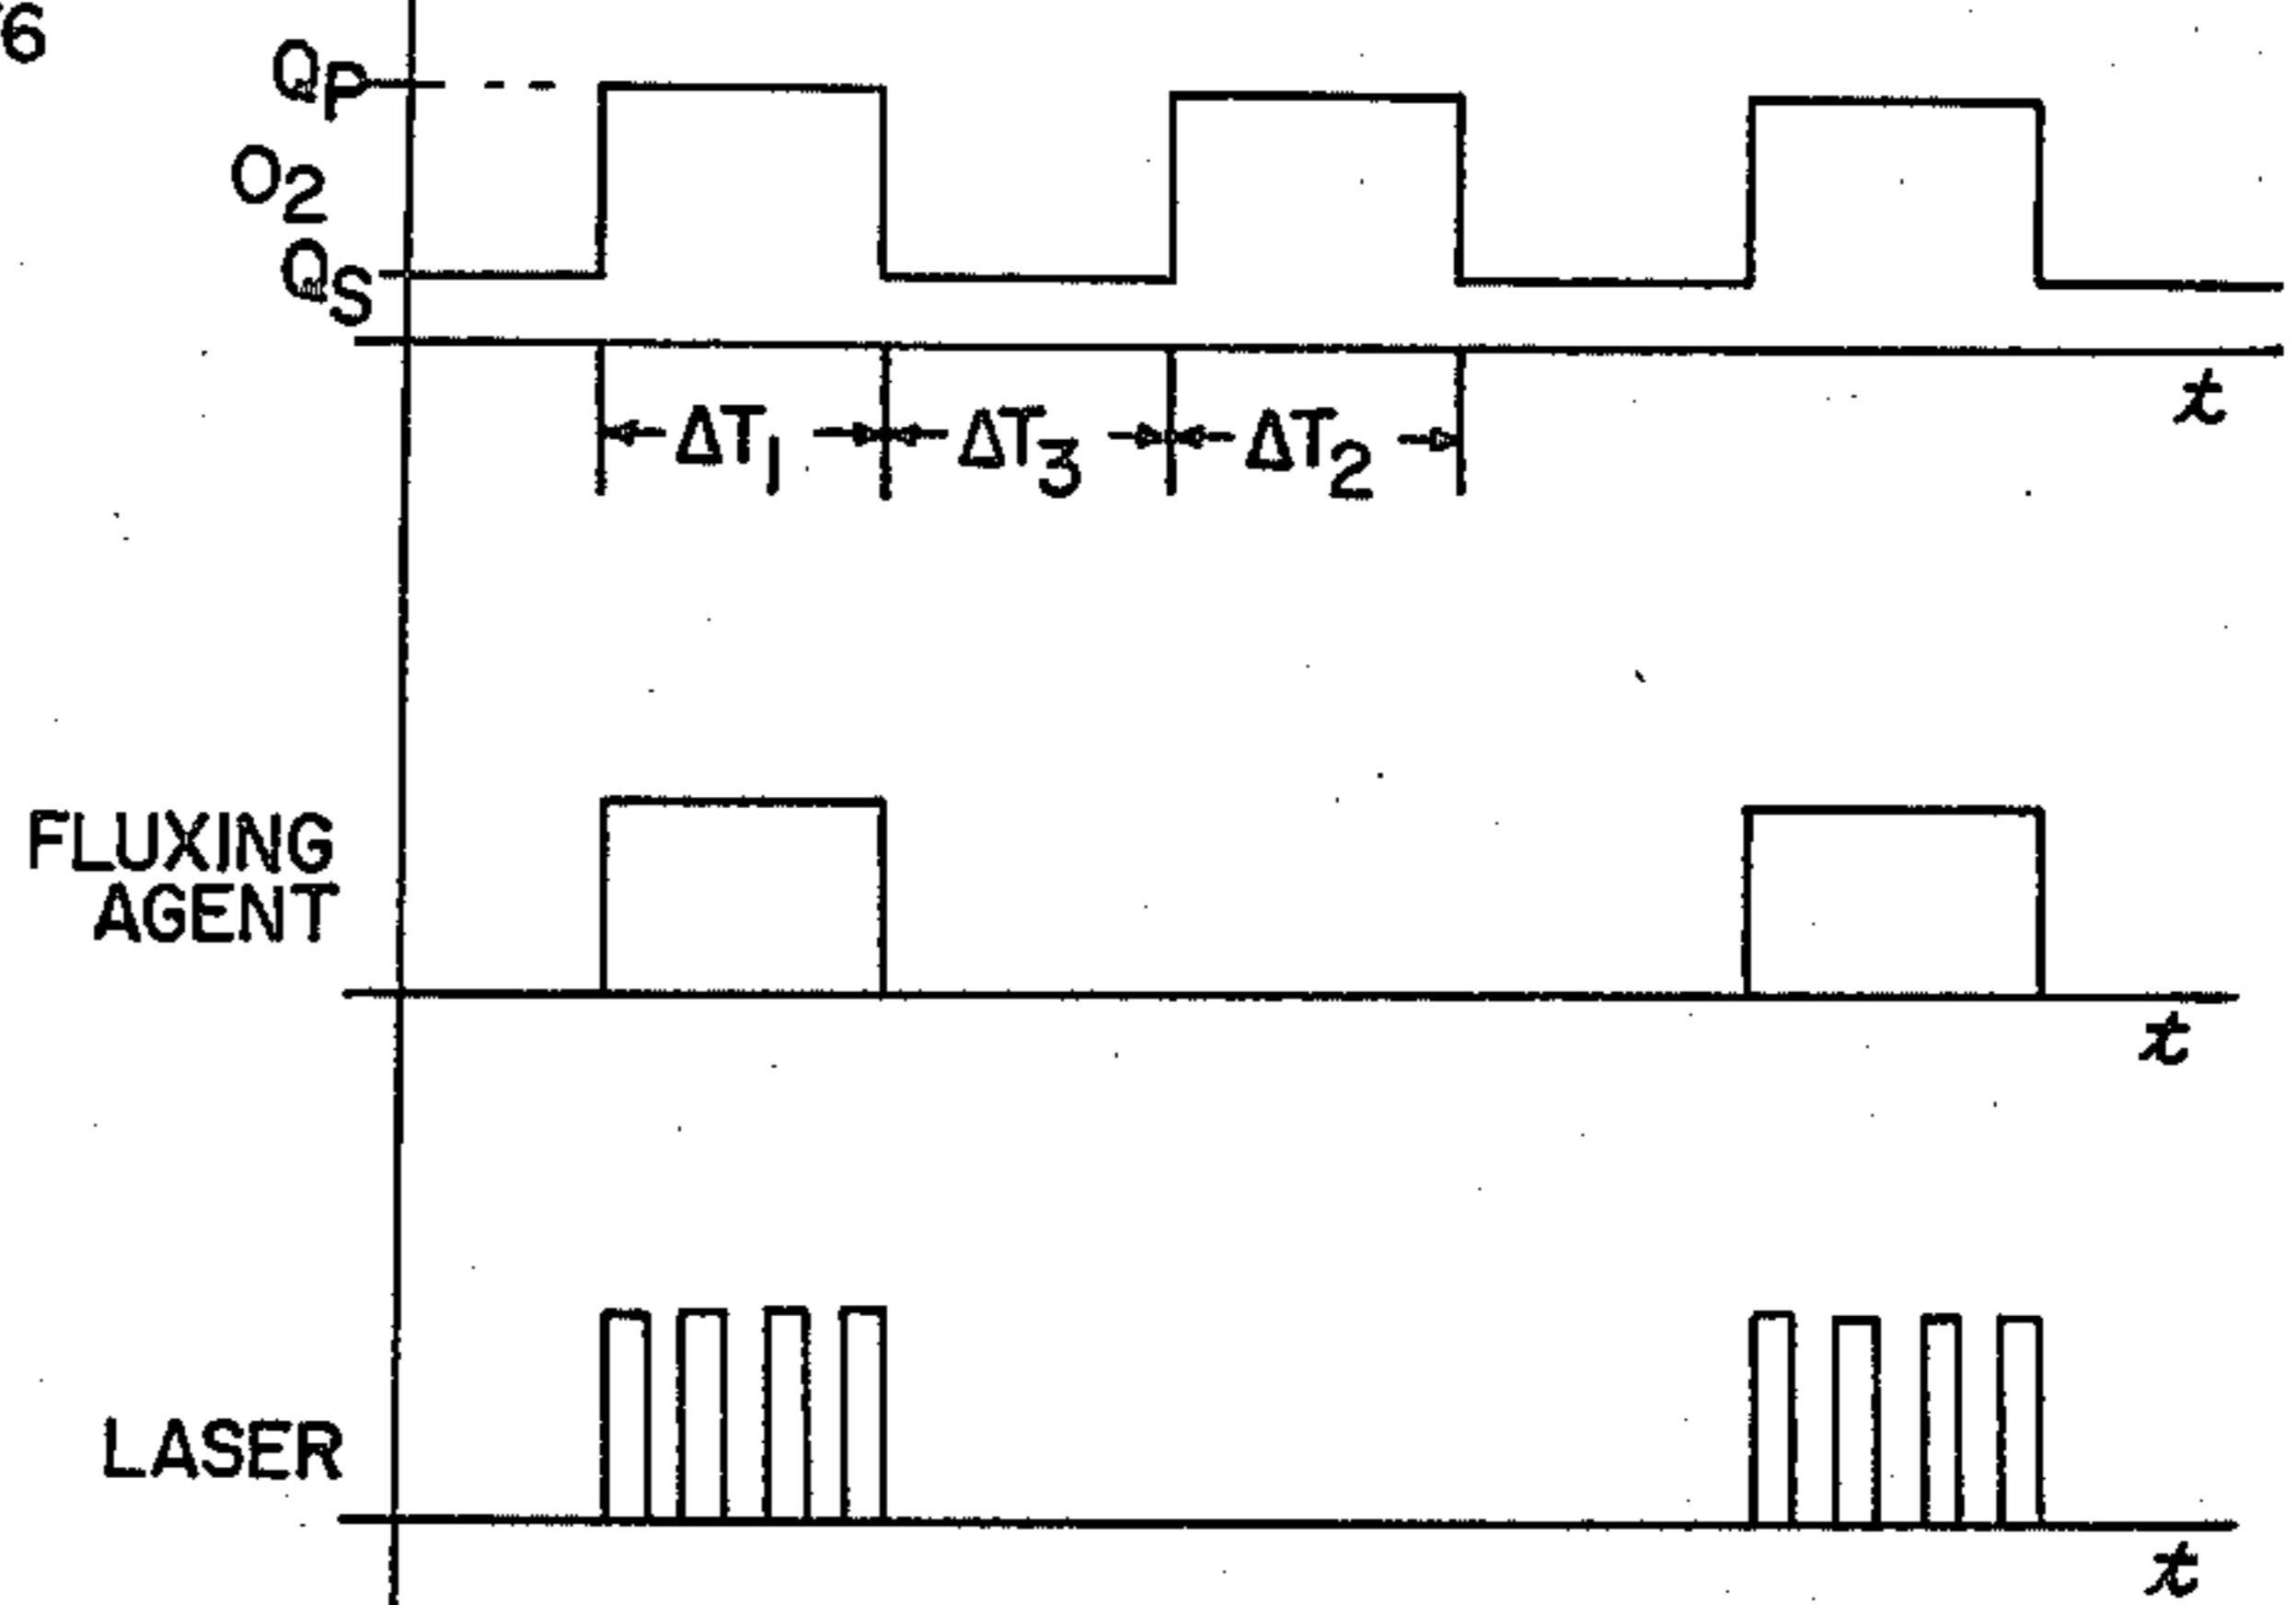 6
QP
O2
QS
t
ΔT1 ΔT3 ΔT2
FLUXING
AGENT
t
LASER
t